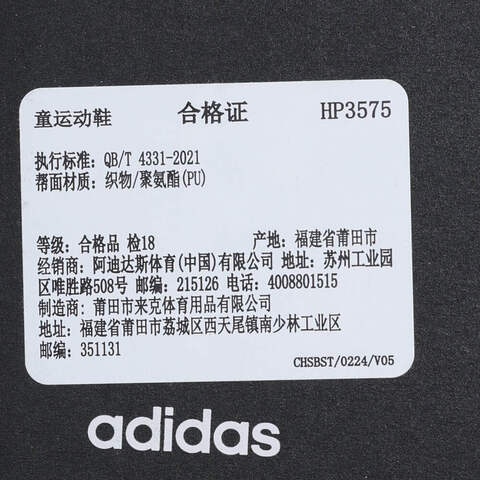 童运动鞋 合格证 HP3575
执行标准: QB/T 4331-2021
帮面材质: 织物/聚氨酯(PU)
等级: 合格品 检18 产地: 福建省莆田市
经销商: 阿迪达斯体育(中国)有限公司 地址: 苏州工业园
区唯胜路508号 邮编: 215126 电话: 4008801515
制造商: 莆田市来克体育用品有限公司
地址: 福建省莆田市荔城区西天尾镇南少林工业区
邮编: 351131
CHSBST/0224/V05
adidas